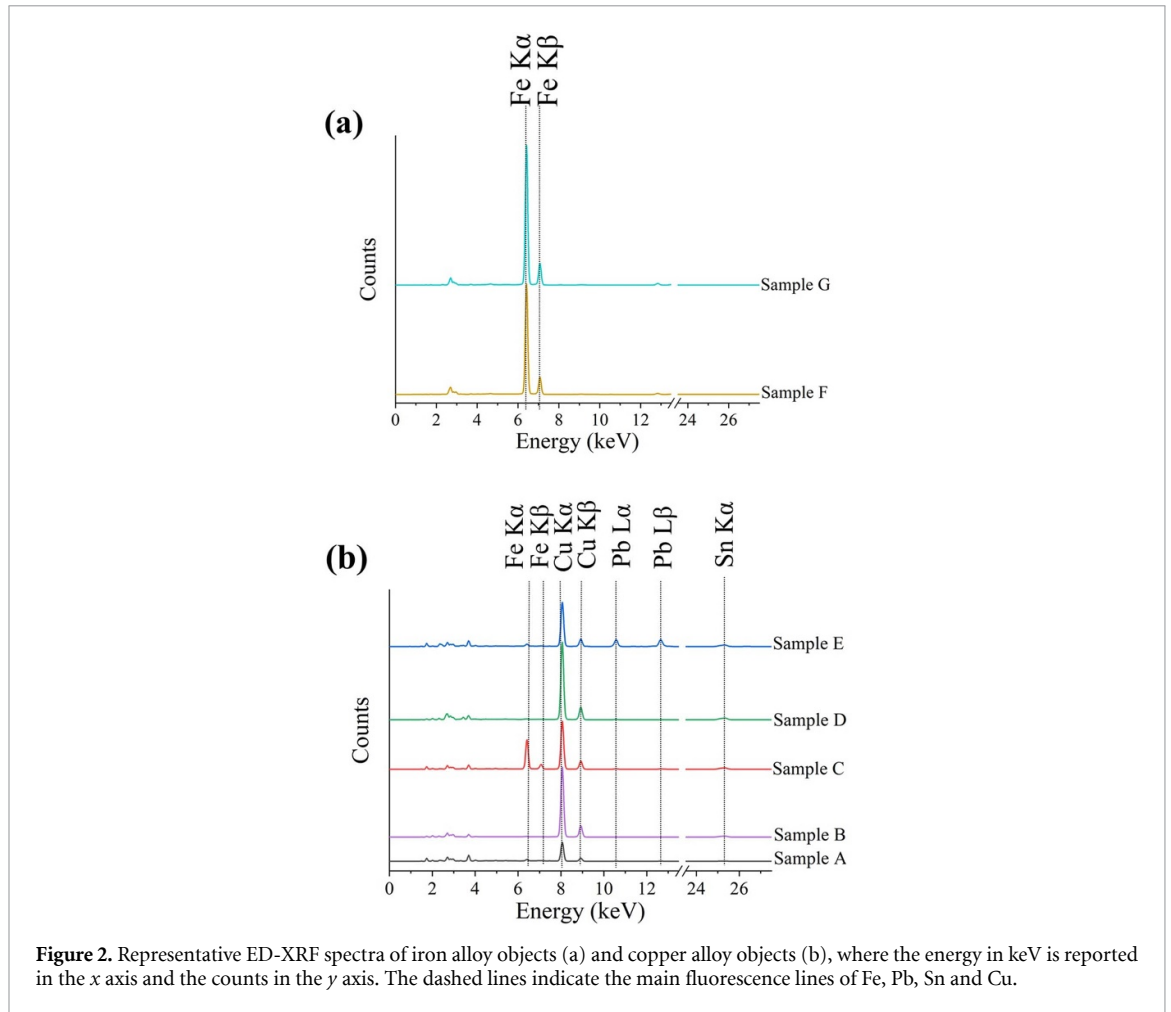 Fe Kα
Fe Kβ
(a)
Counts
Sample G
Sample F
0 2 4 6 8 10 12 24 26
Energy (keV)
Fe Kα
Fe Kβ
Cu Kα
Cu Kβ
Pb Lα
Pb Lβ
Sn Kα
(b)
Counts
Sample E
Sample D
Sample C
Sample B
Sample A
0 2 4 6 8 10 12 24 26
Energy (keV)
Figure 2. Representative ED-XRF spectra of iron alloy objects (a) and copper alloy objects (b), where the energy in keV is reported
in the x axis and the counts in the y axis. The dashed lines indicate the main fluorescence lines of Fe, Pb, Sn and Cu.